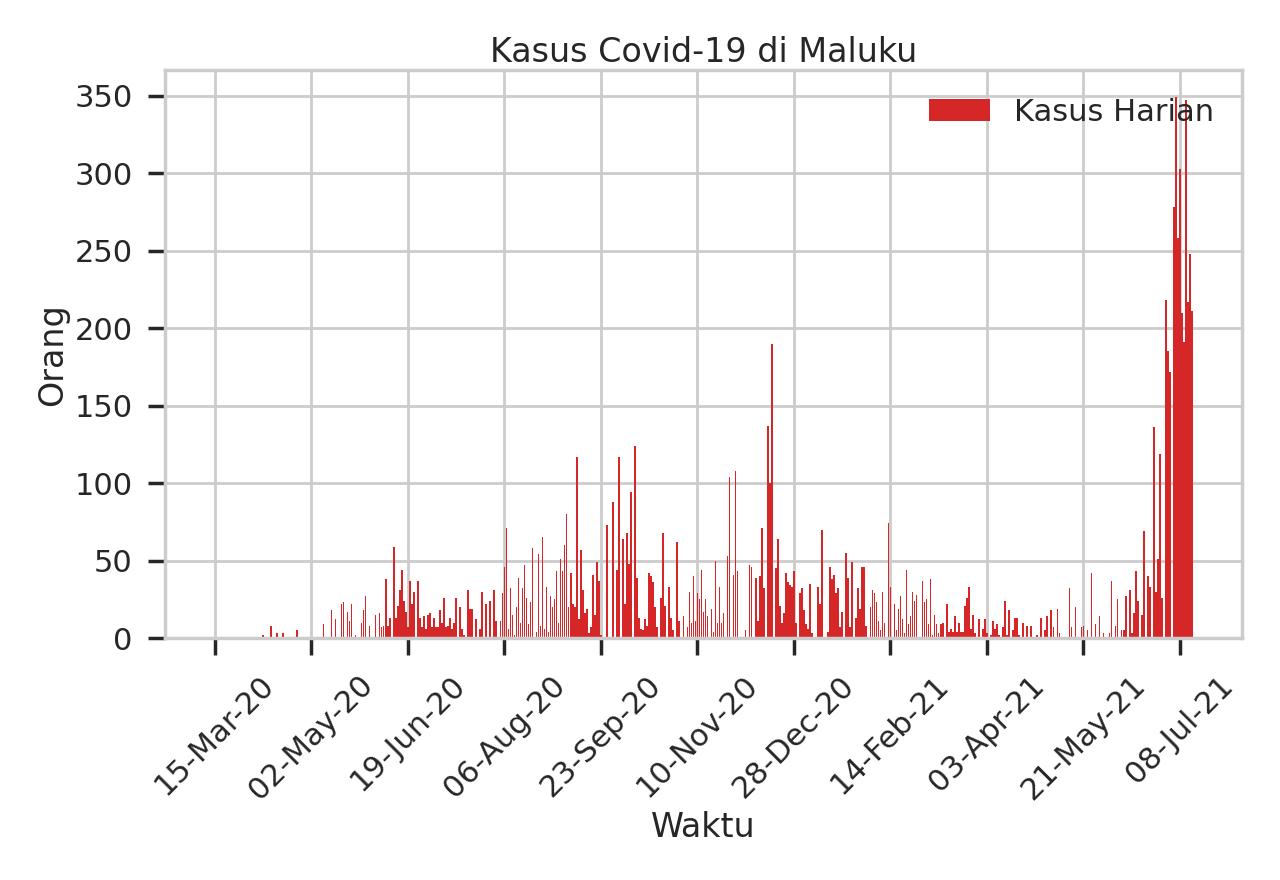 Kasus Covid-19 di Maluku
Kasus Harian
350
300
250
200
150
100
50
0
Orang
15-Mar-20
02-May-20
19-Jun-20
06-Aug-20
23-Sep-20
10-Nov-20
28-Dec-20
14-Feb-21
03-Apr-21
21-May-21
08-Jul-21
Waktu